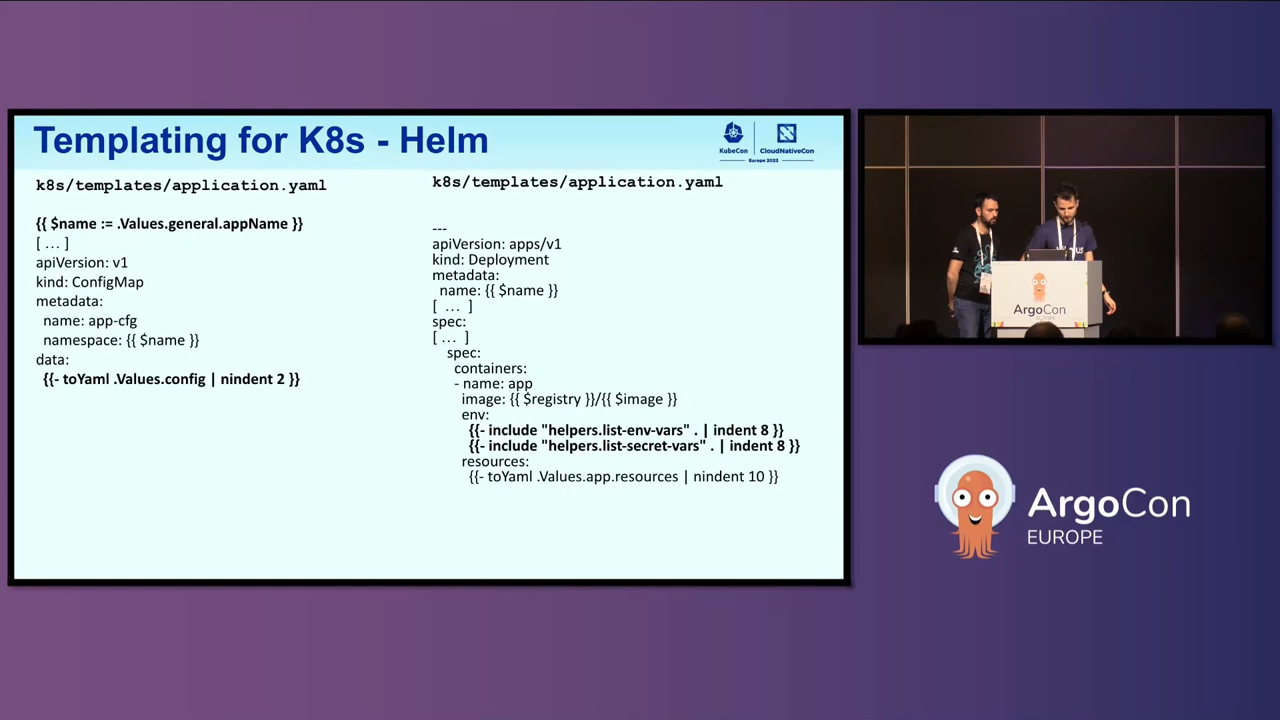 Templating for K8s - Helm
KubeCon
CloudNativeCon
Europe 2023
k8s/templates/application.yaml
{{ $name := .Values.general.appName }}
[ ... ]
apiVersion: v1
kind: ConfigMap
metadata:
name: app-cfg
namespace: {{ $name }}
data:
{{- toYaml .Values.config | nindent 2 }}
k8s/templates/application.yaml
---
apiVersion: apps/v1
kind: Deployment
metadata:
name: {{ $name }}
[ ... ]
spec:
[ ... ]
spec:
containers:
- name: app
image: {{ $registry }}/{{ $image }}
env:
{{- include "helpers.list-env-vars" . | indent 8 }}
{{- include "helpers.list-secret-vars" . | indent 8 }}
resources:
{{- toYaml .Values.app.resources | nindent 10 }}
ArgoCon
EUROPE
ArgoCon
EUROPE